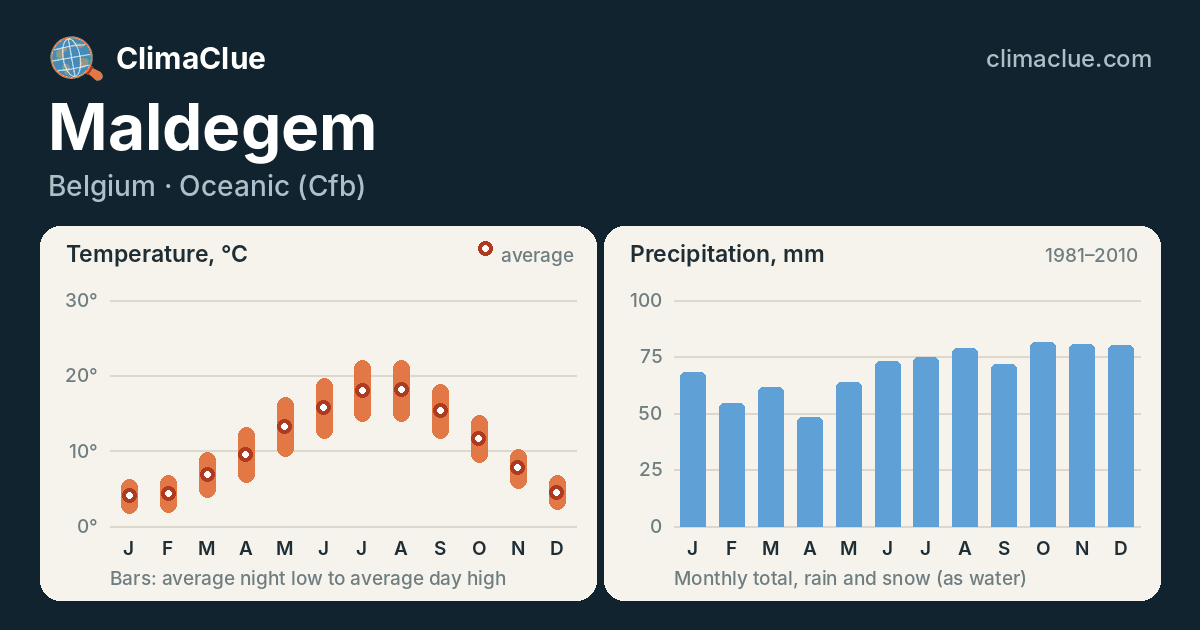 ClimaClue
climaclue.com
Maldegem
Belgium · Oceanic (Cfb)
Temperature, °C
average
30°
20°
10°
0°
J F M A M J J A S O N D
Bars: average night low to average day high
Precipitation, mm
1981–2010
100
75
50
25
0
J F M A M J J A S O N D
Monthly total, rain and snow (as water)